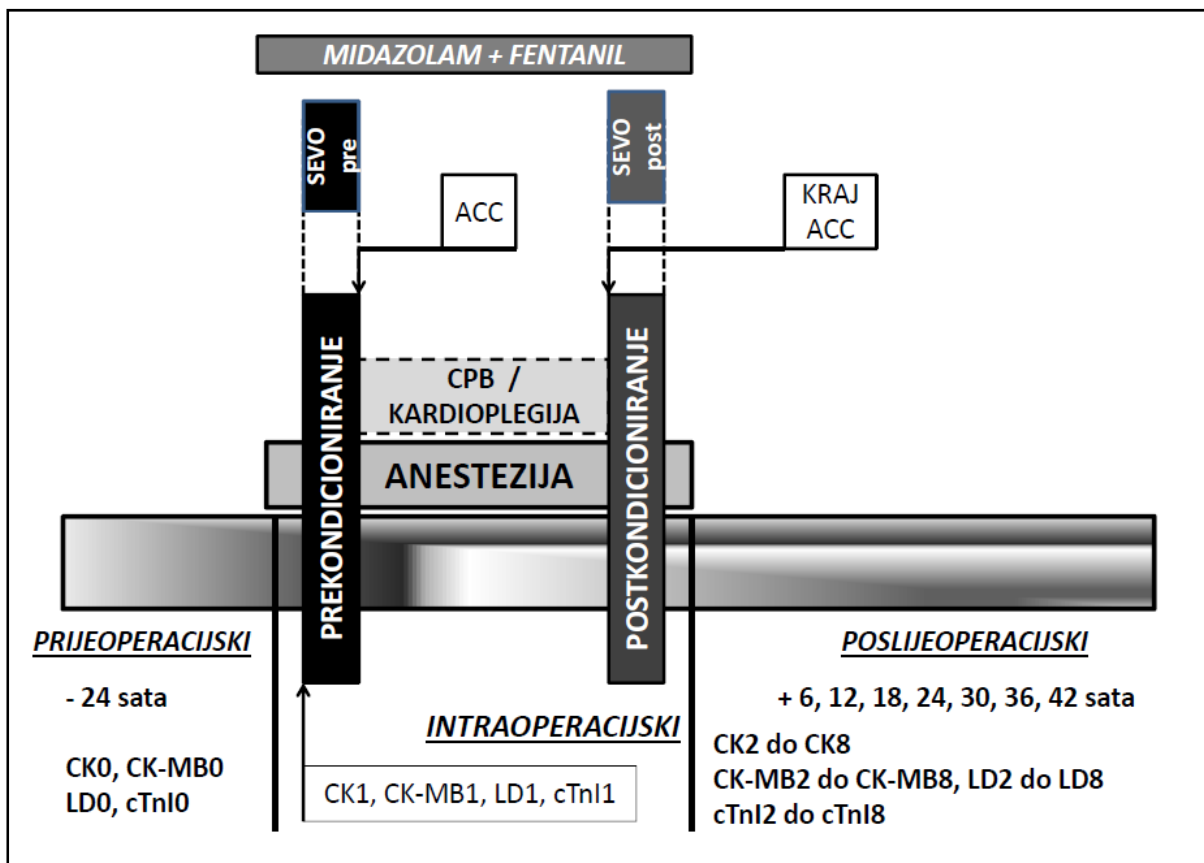 MIDAZOLAM + FENTANIL
SEVO
pre
SEVO
post
ACC
KRAJ
ACC
PREKONDICIONIRANJE
CPB /
KARDIOPLEGIJA
POSTKONDICIONIRANJE
ANESTEZIJA
PRIJEOPERACIJSKI
- 24 sata
CK0, CK-MB0
LD0, cTnI0
INTRAOPERACIJSKI
CK1, CK-MB1, LD1, cTnI1
POSLIJEOPERACIJSKI
+ 6, 12, 18, 24, 30, 36, 42 sata
CK2 do CK8
CK-MB2 do CK-MB8, LD2 do LD8
cTnI2 do cTnI8